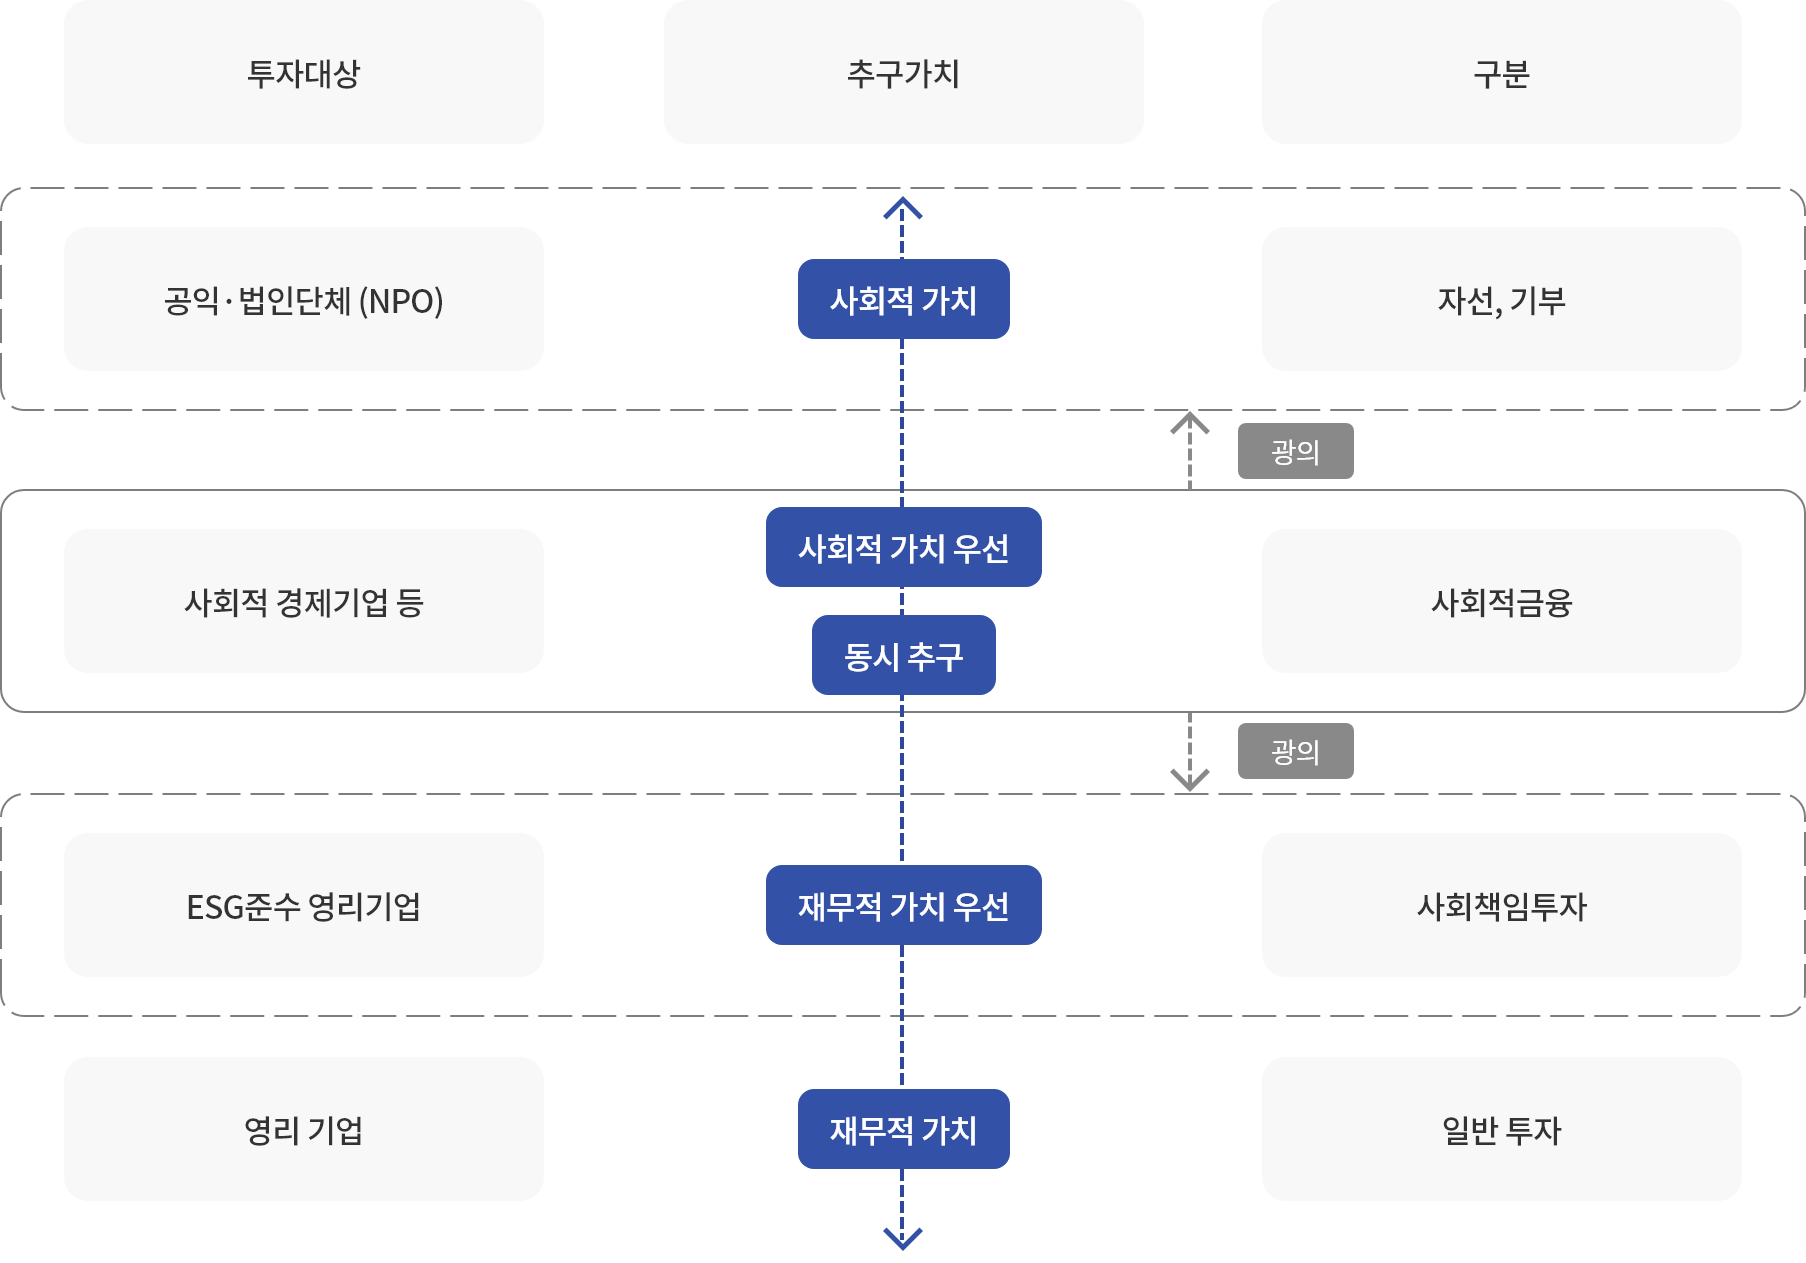 투자대상
추구가치
구분
공익·법인단체 (NPO)
사회적 가치
자선, 기부
광의
사회적 경제기업 등
사회적 가치 우선
동시 추구
사회적금융
광의
ESG준수 영리기업
재무적 가치 우선
사회책임투자
영리 기업
재무적 가치
일반 투자